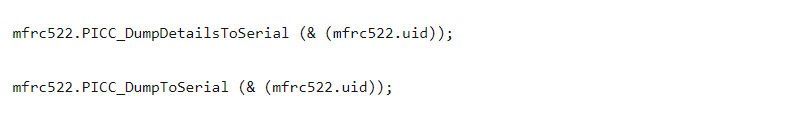 mfrc522.PICC_DumpDetailsToSerial (& (mfrc522.uid));
mfrc522.PICC_DumpToSerial (& (mfrc522.uid));